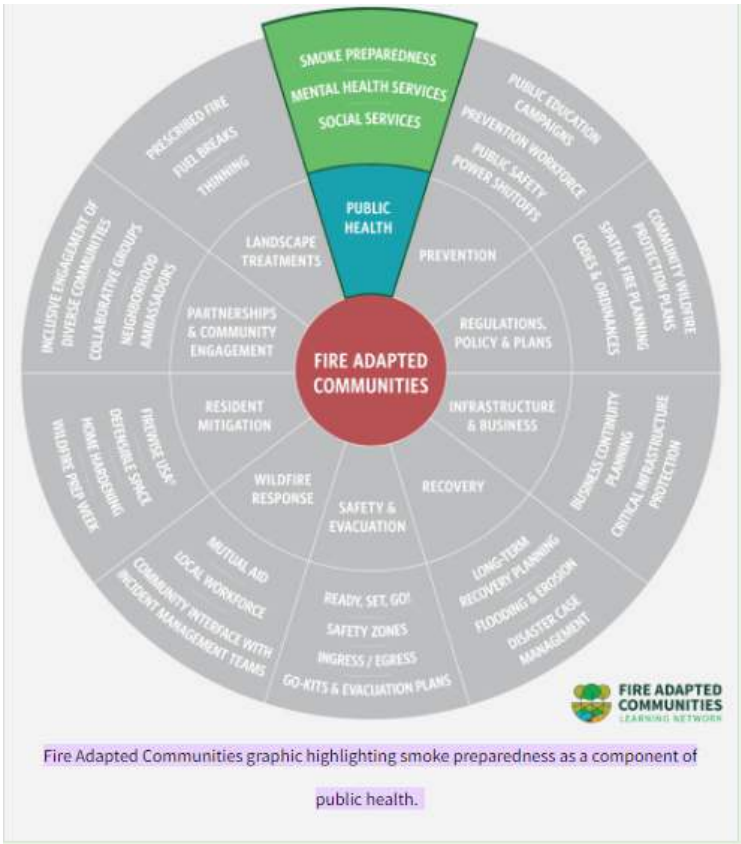 SMOKE PREPAREDNESS
MENTAL HEALTH SERVICES
SOCIAL SERVICES
PUBLIC
HEALTH
PUBLIC EDUCATION
CAMPAIGNS
PREVENTION WORKFORCE
PUBLIC SAFETY
POWER SHUTOFFS
PREVENTION
COMMUNITY WILDFIRE
PROTECTION PLANS
SPATIAL FIRE PLANNING
CODES & ORDINANCES
REGULATIONS,
POLICY & PLANS
BUSINESS CONTINUITY
PLANNING
CRITICAL INFRASTRUCTURE
PROTECTION
INFRASTRUCTURE
& BUSINESS
RECOVERY
LONG-TERM
RECOVERY PLANNING
FLOODING & EROSION
DISASTER CASE
MANAGEMENT
SAFETY &
EVACUATION
READY, SET, GO!
SAFETY ZONES
INGRESS / EGRESS
GO-KITS & EVACUATION PLANS
WILDFIRE
RESPONSE
MUTUAL AID
LOCAL WORKFORCE
COMMUNITY INTERFACE WITH
INCIDENT MANAGEMENT TEAMS
RESIDENT
MITIGATION
FIREWISE USA®
DEFENSIBLE SPACE
HOME HARDENING
WILDFIRE PREP WEEK
PARTNERSHIPS
& COMMUNITY
ENGAGEMENT
INCLUSIVE ENGAGEMENT OF
DIVERSE COMMUNITIES
COLLABORATIVE GROUPS
NEIGHBORHOOD
AMBASSADORS
LANDSCAPE
TREATMENTS
PRESCRIBED FIRE
FUEL BREAKS
THINNING
FIRE ADAPTED
COMMUNITIES
FIRE ADAPTED
COMMUNITIES
LEARNING NETWORK
Fire Adapted Communities graphic highlighting smoke preparedness as a component of
public health.